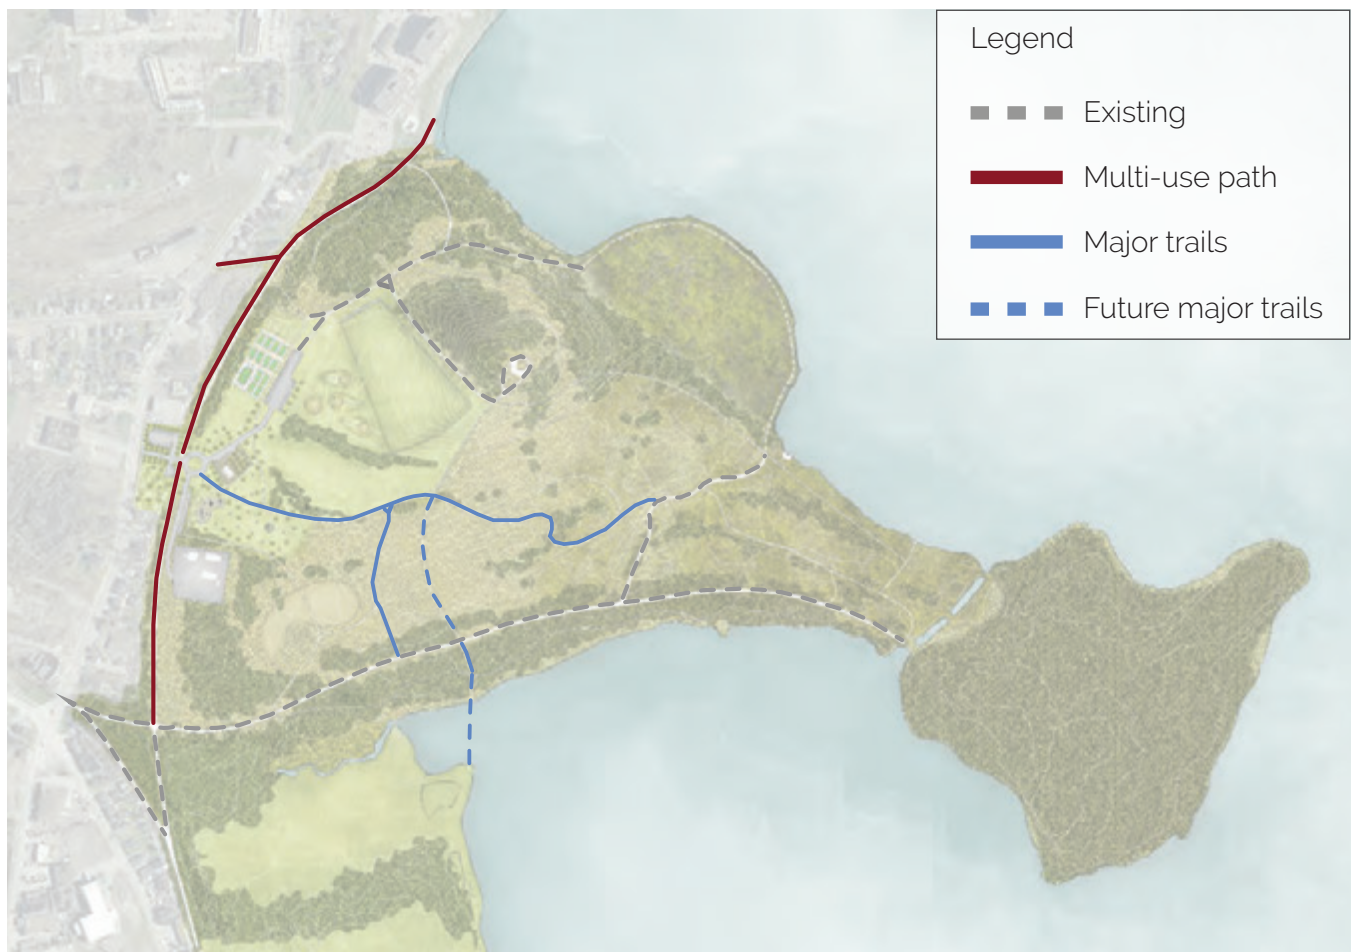 Legend
Existing
Multi-use path
Major trails
Future major trails